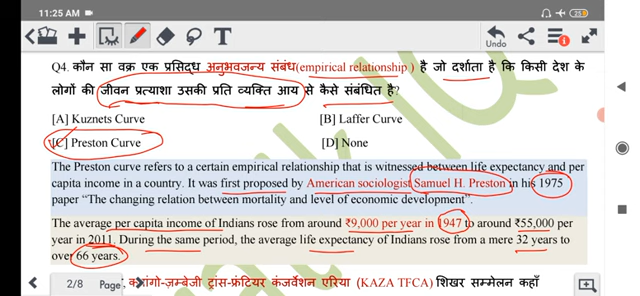 11:25 AM
25
Undo
Q4. कौन सा वक्र एक प्रसिद्ध अनुभवजन्य संबंध(empirical relationship) है जो दर्शाता है कि किसी देश के
लोगों की जीवन प्रत्याशा उसकी प्रति व्यक्ति आय से कैसे संबंधित है?
[A] Kuznets Curve [B] Laffer Curve
[C] Preston Curve [D] None
The Preston curve refers to a certain empirical relationship that is witnessed between life expectancy and per
capita income in a country. It was first proposed by American sociologist Samuel H. Preston in his 1975
paper “The changing relation between mortality and level of economic development”.
The average per capita income of Indians rose from around ₹9,000 per year in 1947 to around ₹55,000 per
year in 2011. During the same period, the average life expectancy of Indians rose from a mere 32 years to
over 66 years.
2/8 Page कांगो-ज़म्बेजी ट्रांस-फ्रंटियर कंजर्वेशन एरिया (KAZA TFCA) शिखर सम्मेलन कहाँ